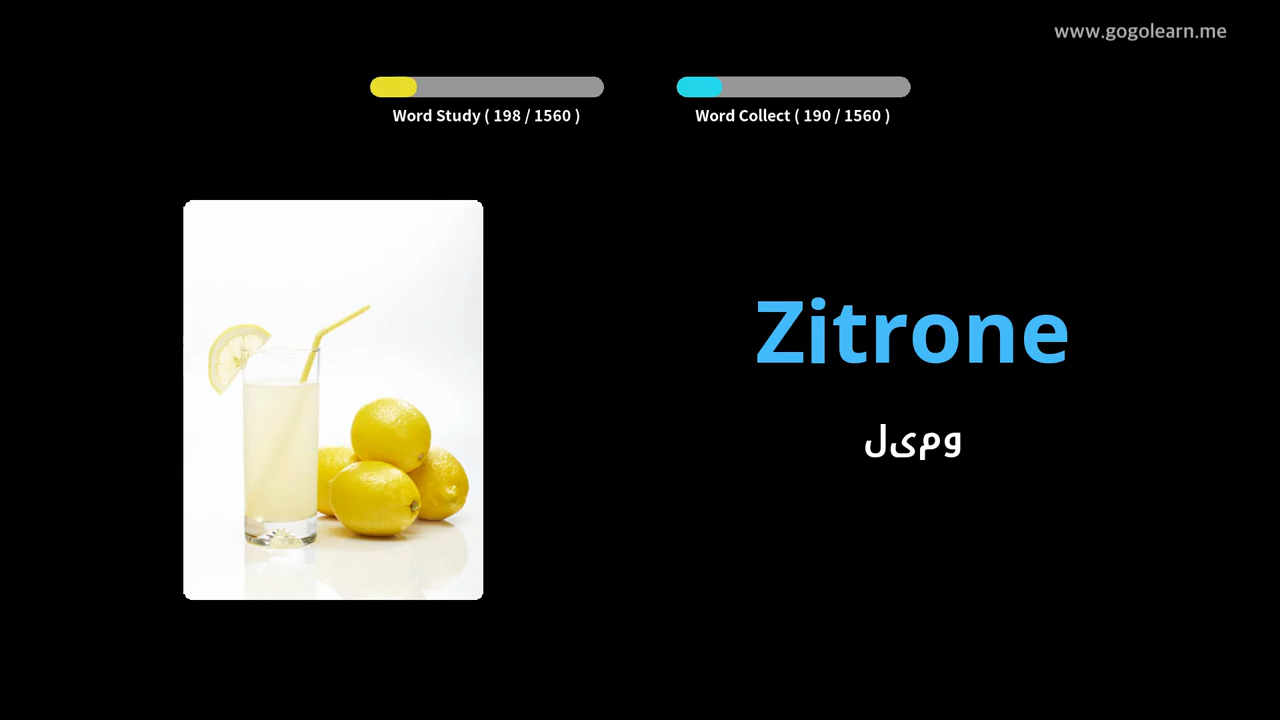 www.gogolearn.me
Word Study ( 198 / 1560 )
Word Collect ( 190 / 1560 )
Zitrone
ومیل